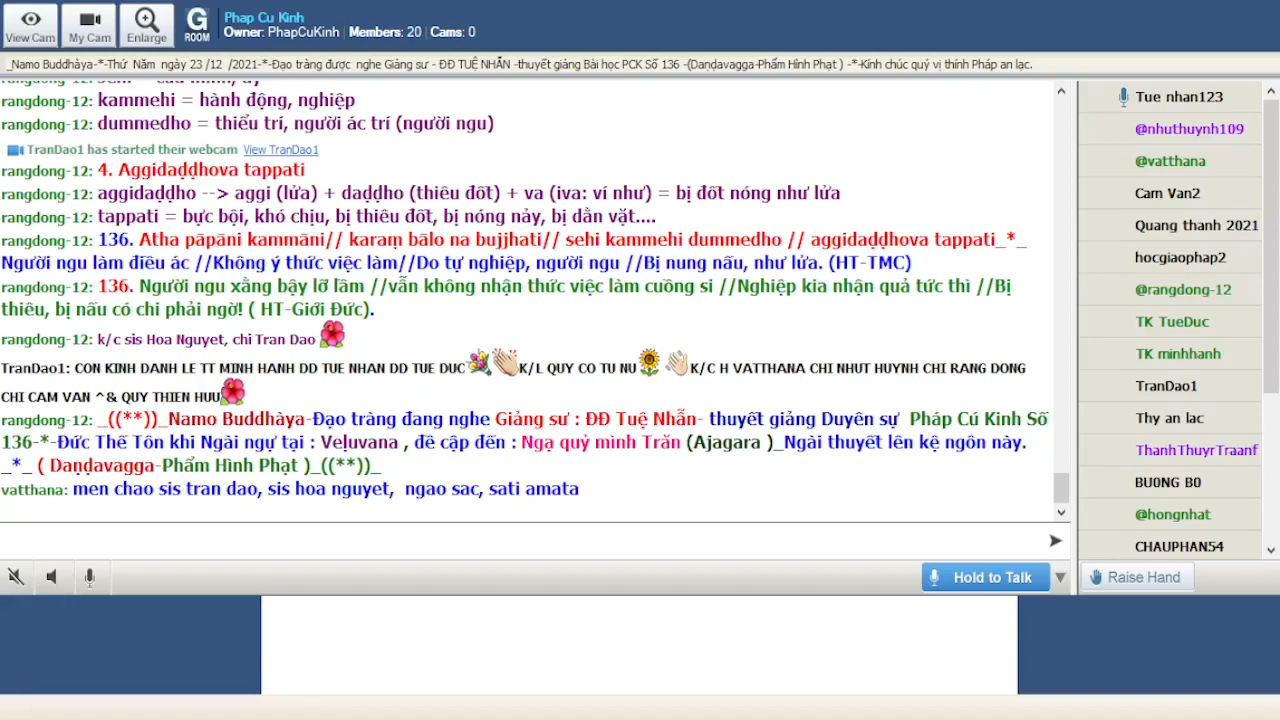 View Cam
My Cam
Enlarge
G
ROOM
Phap Cu Kinh
Owner: PhapCuKinh | Members: 20 | Cams: 0
_Namo Buddhàya-*-Thứ Năm ngày 23 /12 /2021-*-Đạo tràng được nghe Giảng sư - ĐĐ TUỆ NHẪN -thuyết giảng Bài học PCK Số 136 -(Daṇḍavagga-Phẩm Hình Phạt ) -*-Kính chúc quý vị thính Pháp an lạc.
rangdong-12: kammehi = hành động, nghiệp
rangdong-12: dummedho = thiểu trí, người ác trí (người ngu)
TranDao1 has started their webcam View TranDao1
rangdong-12: 4. Aggidaḍḍhova tappati
rangdong-12: aggidaḍḍho --> aggi (lửa) + daḍḍho (thiêu đốt) + va (iva: ví như) = bị đốt nóng như lửa
rangdong-12: tappati = bực bội, khó chịu, bị thiêu đốt, bị nóng nảy, bị dằn vặt....
rangdong-12: 136. Atha pāpāni kammāni// karaṃ bālo na bujjhati// sehi kammehi dummedho // aggidaḍḍhova tappati_*_
Người ngu làm điều ác //Không ý thức việc làm//Do tự nghiệp, người ngu //Bị nung nấu, như lửa. (HT-TMC)
rangdong-12: 136. Người ngu xằng bậy lỡ lầm //vẫn không nhận thức việc làm cuồng si //Nghiệp kia nhận quả tức thì //Bị
thiêu, bị nấu có chi phải ngờ! ( HT-Giới Đức).
rangdong-12: k/c sis Hoa Nguyet, chi Tran Dao
TranDao1: CON KINH DANH LE TT MINH HANH DD TUE NHAN DD TUE DUC K/L QUY CO TU NU K/C H VATTHANA CHI NHUT HUYNH CHI RANG DONG
CHI CAM VAN ^& QUY THIEN HUU
rangdong-12: _((**))_Namo Buddhàya-Đạo tràng đang nghe Giảng sư : ĐĐ Tuệ Nhẫn- thuyết giảng Duyên sự Pháp Cú Kinh Số
136-*-Đức Thế Tôn khi Ngài ngự tại : Veḷuvana , đề cập đến : Ngạ quỷ mình Trăn (Ajagara )_Ngài thuyết lên kệ ngôn này.
_*_ ( Daṇḍavagga-Phẩm Hình Phạt )_((**))_
vatthana: men chao sis tran dao, sis hoa nguyet, ngao sac, sati amata
Tue nhan123
@nhuthuynh109
@vatthana
Cam Van2
Quang thanh 2021
hocgiaophap2
@rangdong-12
TK TueDuc
TK minhhanh
TranDao1
Thy an lac
ThanhThuyrTraanf
BU0NG B0
@hongnhat
CHAUPHAN54
Hold to Talk
Raise Hand